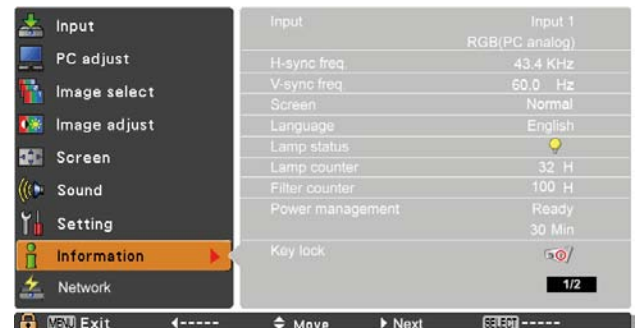 Input
PC adjust
Image select
Image adjust
Screen
Sound
Setting
Information
Network
Input Input 1
RGB(PC analog)
H-sync freq. 43.4 KHz
V-sync freq. 60.0 Hz
Screen Normal
Language English
Lamp status
Lamp counter 32 H
Filter counter 100 H
Power management Ready
30 Min
Key lock
1/2
MENU Exit ----- Move Next SELECT -----